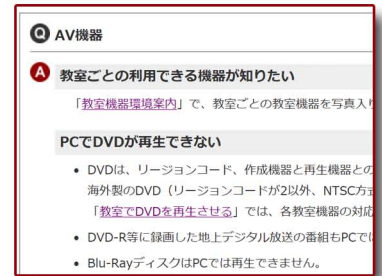 Q AV機器
A 教室ごとの利用できる機器が知りたい
「教室機器環境案内」で、教室ごとの教室機器を写真入り
PCでDVDが再生できない
• DVDは、リージョンコード、作成機器と再生機器との
海外製のDVD（リージョンコードが2以外、NTSC方式
「教室でDVDを再生させる」では、各教室機器の対応
• DVD-R等に録画した地上デジタル放送の番組もPCでは
• Blu-RayディスクはPCでは再生できません。